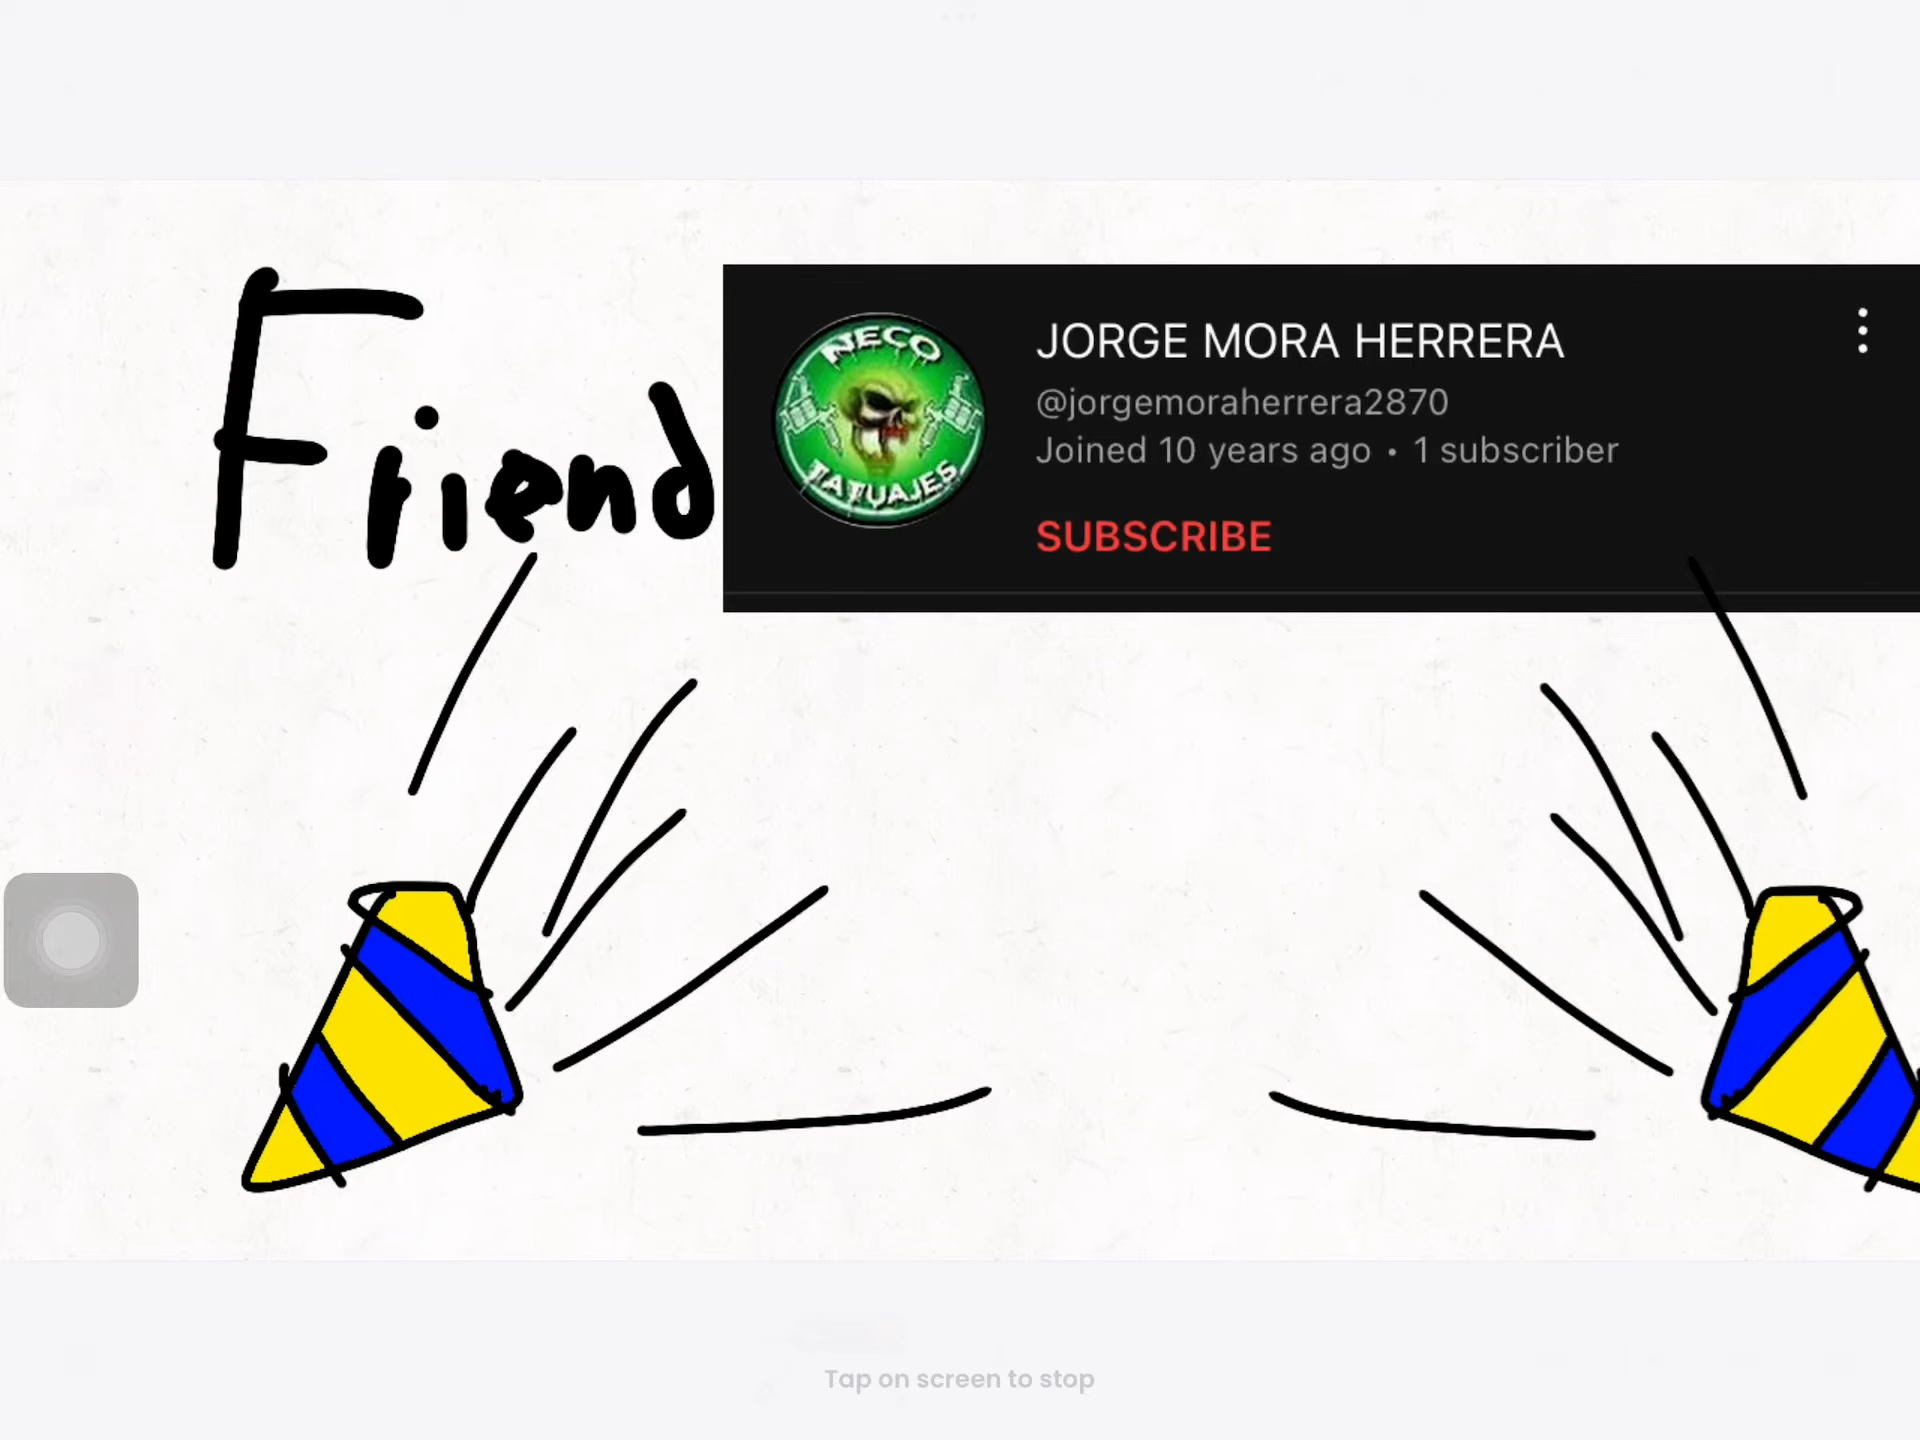 Friend
NECO
TATUAJES
JORGE MORA HERRERA
@jorgemoraherrera2870
Joined 10 years ago • 1 subscriber
SUBSCRIBE
Tap on screen to stop